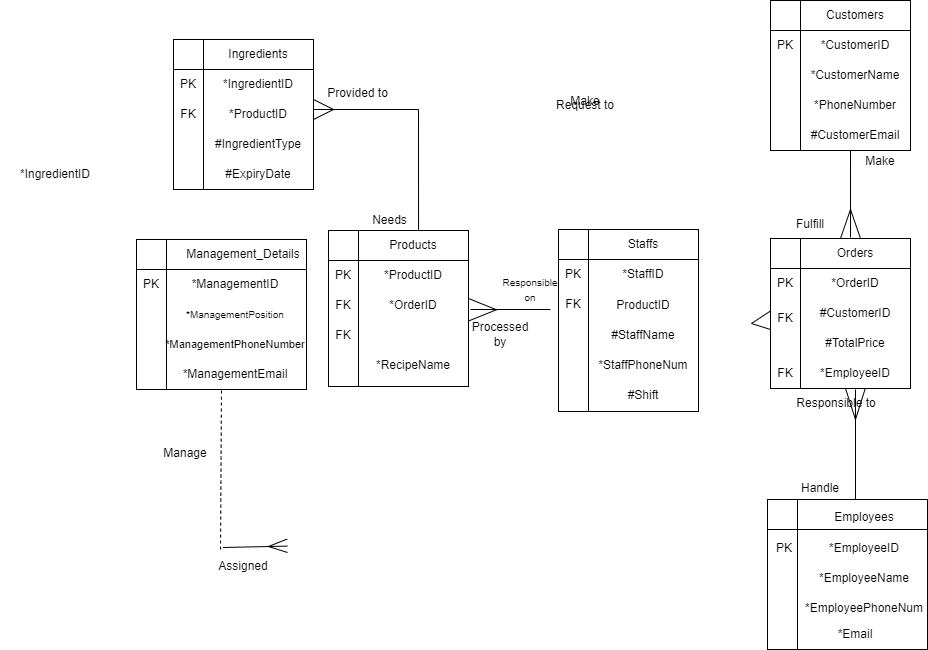 Customers
PK *CustomerID
*CustomerName
*PhoneNumber
#CustomerEmail
Ingredients
PK *IngredientID
FK *ProductID
#IngredientType
#ExpiryDate
Provided to
Make
Request to
Make
*IngredientID
Needs
Fulfill
Management_Details
PK *ManagementID
*ManagementPosition
*ManagementPhoneNumber
*ManagementEmail
Products
PK *ProductID
FK *OrderID
FK
*RecipeName
Responsible
on
Processed
by
Staffs
PK *StaffID
FK ProductID
#StaffName
*StaffPhoneNum
#Shift
Orders
PK *OrderID
FK #CustomerID
#TotalPrice
FK *EmployeeID
Responsible to
Manage
Handle
Assigned
Employees
PK *EmployeeID
*EmployeeName
*EmployeePhoneNum
*Email